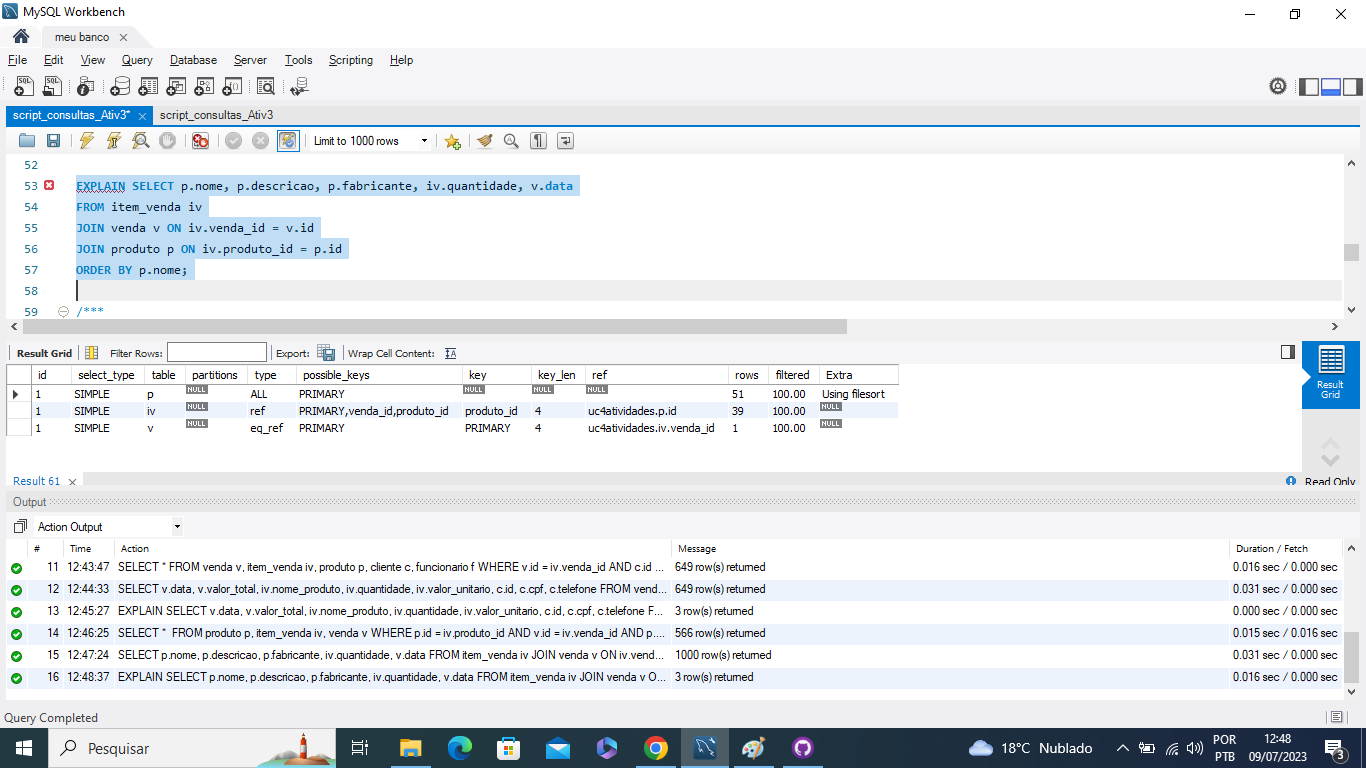 MySQL Workbench
meu banco
File Edit View Query Database Server Tools Scripting Help
script_consultas_Ativ3* script_consultas_Ativ3
Limit to 1000 rows
52
53 EXPLAIN SELECT p.nome, p.descricao, p.fabricante, iv.quantidade, v.data
54 FROM item_venda iv
55 JOIN venda v ON iv.venda_id = v.id
56 JOIN produto p ON iv.produto_id = p.id
57 ORDER BY p.nome;
58
59 /***
Result Grid Filter Rows: Export: Wrap Cell Content:
id select_type table partitions type possible_keys key key_len ref rows filtered Extra
1 SIMPLE p NULL ALL PRIMARY NULL NULL NULL 51 100.00 Using filesort
1 SIMPLE iv NULL ref PRIMARY,venda_id,produto_id produto_id 4 uc4atividades.p.id 39 100.00 NULL
1 SIMPLE v NULL eq_ref PRIMARY PRIMARY 4 uc4atividades.iv.venda_id 1 100.00 NULL
Result
Grid
Result 61 Read Only
Output
Action Output
# Time Action Message Duration / Fetch
11 12:43:47 SELECT * FROM venda v, item_venda iv, produto p, cliente c, funcionario f WHERE v.id = iv.venda_id AND c.id ... 649 row(s) returned 0.016 sec / 0.000 sec
12 12:44:33 SELECT v.data, v.valor_total, iv.nome_produto, iv.quantidade, iv.valor_unitario, c.id, c.cpf, c.telefone FROM vend... 649 row(s) returned 0.031 sec / 0.000 sec
13 12:45:27 EXPLAIN SELECT v.data, v.valor_total, iv.nome_produto, iv.quantidade, iv.valor_unitario, c.id, c.cpf, c.telefone F... 3 row(s) returned 0.000 sec / 0.000 sec
14 12:46:25 SELECT * FROM produto p, item_venda iv, venda v WHERE p.id = iv.produto_id AND v.id = iv.venda_id AND p.... 566 row(s) returned 0.015 sec / 0.016 sec
15 12:47:24 SELECT p.nome, p.descricao, p.fabricante, iv.quantidade, v.data FROM item_venda iv JOIN venda v ON iv.vend... 1000 row(s) returned 0.031 sec / 0.000 sec
16 12:48:37 EXPLAIN SELECT p.nome, p.descricao, p.fabricante, iv.quantidade, v.data FROM item_venda iv JOIN venda v O... 3 row(s) returned 0.016 sec / 0.000 sec
Query Completed
Pesquisar 18°C Nublado POR 12:48
PTB 09/07/2023 3